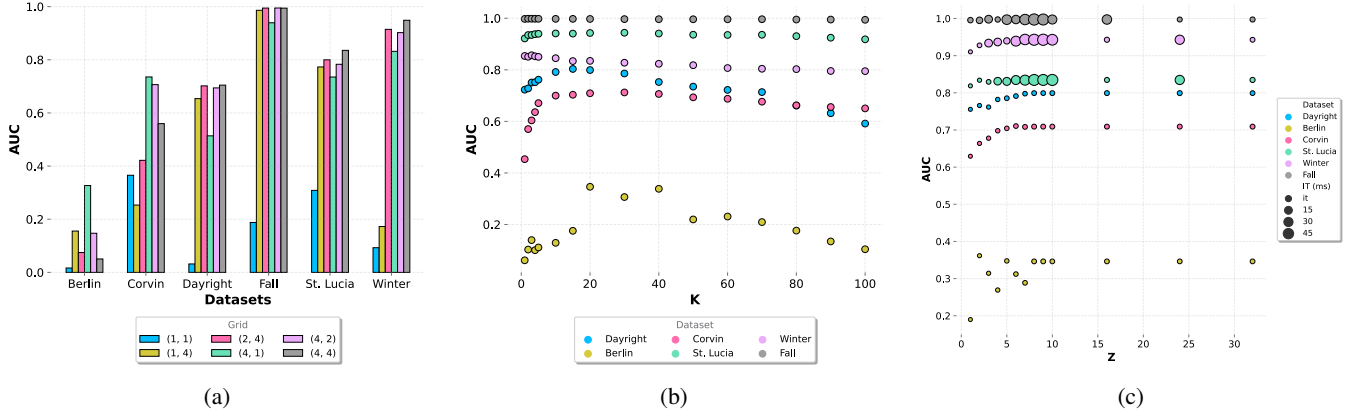 1.0
0.8
0.6
0.4
0.2
0.0
AUC
Berlin Corvin Dayright Fall St. Lucia Winter
Datasets
Grid
(1, 1) (2, 4) (4, 2)
(1, 4) (4, 1) (4, 4)
(a)
1.0
0.8
0.6
0.4
0.2
AUC
0 20 40 60 80 100
K
Dataset
Dayright Corvin Winter
Berlin St. Lucia Fall
(b)
1.0
0.9
0.8
0.7
0.6
0.5
0.4
0.3
0.2
AUC
0 5 10 15 20 25 30
Z
Dataset
Dayright
Berlin
Corvin
St. Lucia
Winter
Fall
IT (ms)
it
15
30
45
(c)